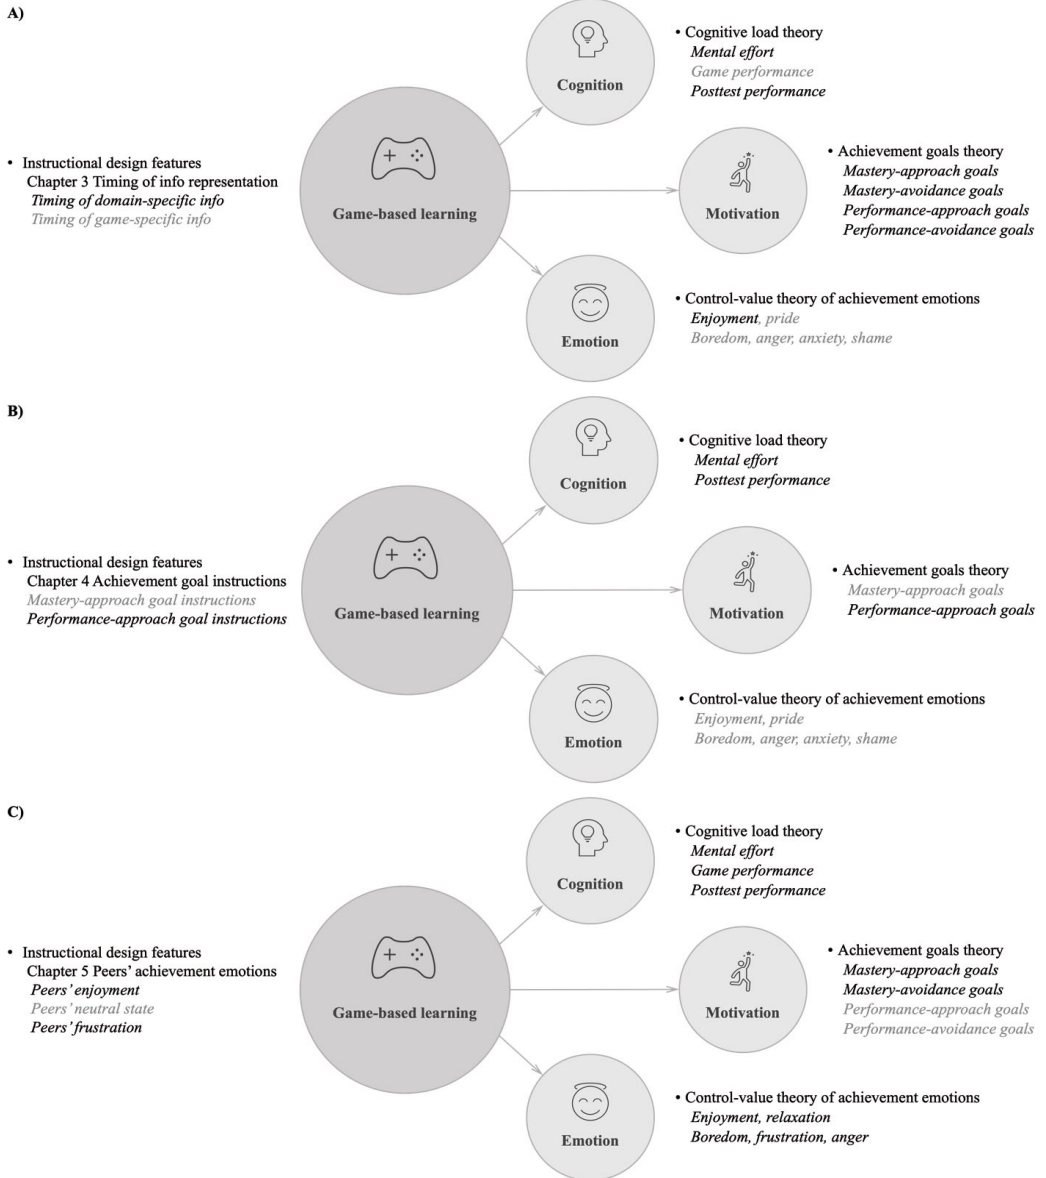 A)
• Cognitive load theory
Mental effort
Game performance
Posttest performance
Cognition
• Instructional design features
Chapter 3 Timing of info representation
Timing of domain-specific info
Timing of game-specific info
Game-based learning
Motivation
• Achievement goals theory
Mastery-approach goals
Mastery-avoidance goals
Performance-approach goals
Performance-avoidance goals
Emotion
• Control-value theory of achievement emotions
Enjoyment, pride
Boredom, anger, anxiety, shame
B)
Cognition
• Cognitive load theory
Mental effort
Posttest performance
• Instructional design features
Chapter 4 Achievement goal instructions
Mastery-approach goal instructions
Performance-approach goal instructions
Game-based learning
Motivation
• Achievement goals theory
Mastery-approach goals
Performance-approach goals
Emotion
• Control-value theory of achievement emotions
Enjoyment, pride
Boredom, anger, anxiety, shame
C)
Cognition
• Cognitive load theory
Mental effort
Game performance
Posttest performance
• Instructional design features
Chapter 5 Peers' achievement emotions
Peers' enjoyment
Peers' neutral state
Peers' frustration
Game-based learning
Motivation
• Achievement goals theory
Mastery-approach goals
Mastery-avoidance goals
Performance-approach goals
Performance-avoidance goals
Emotion
• Control-value theory of achievement emotions
Enjoyment, relaxation
Boredom, frustration, anger